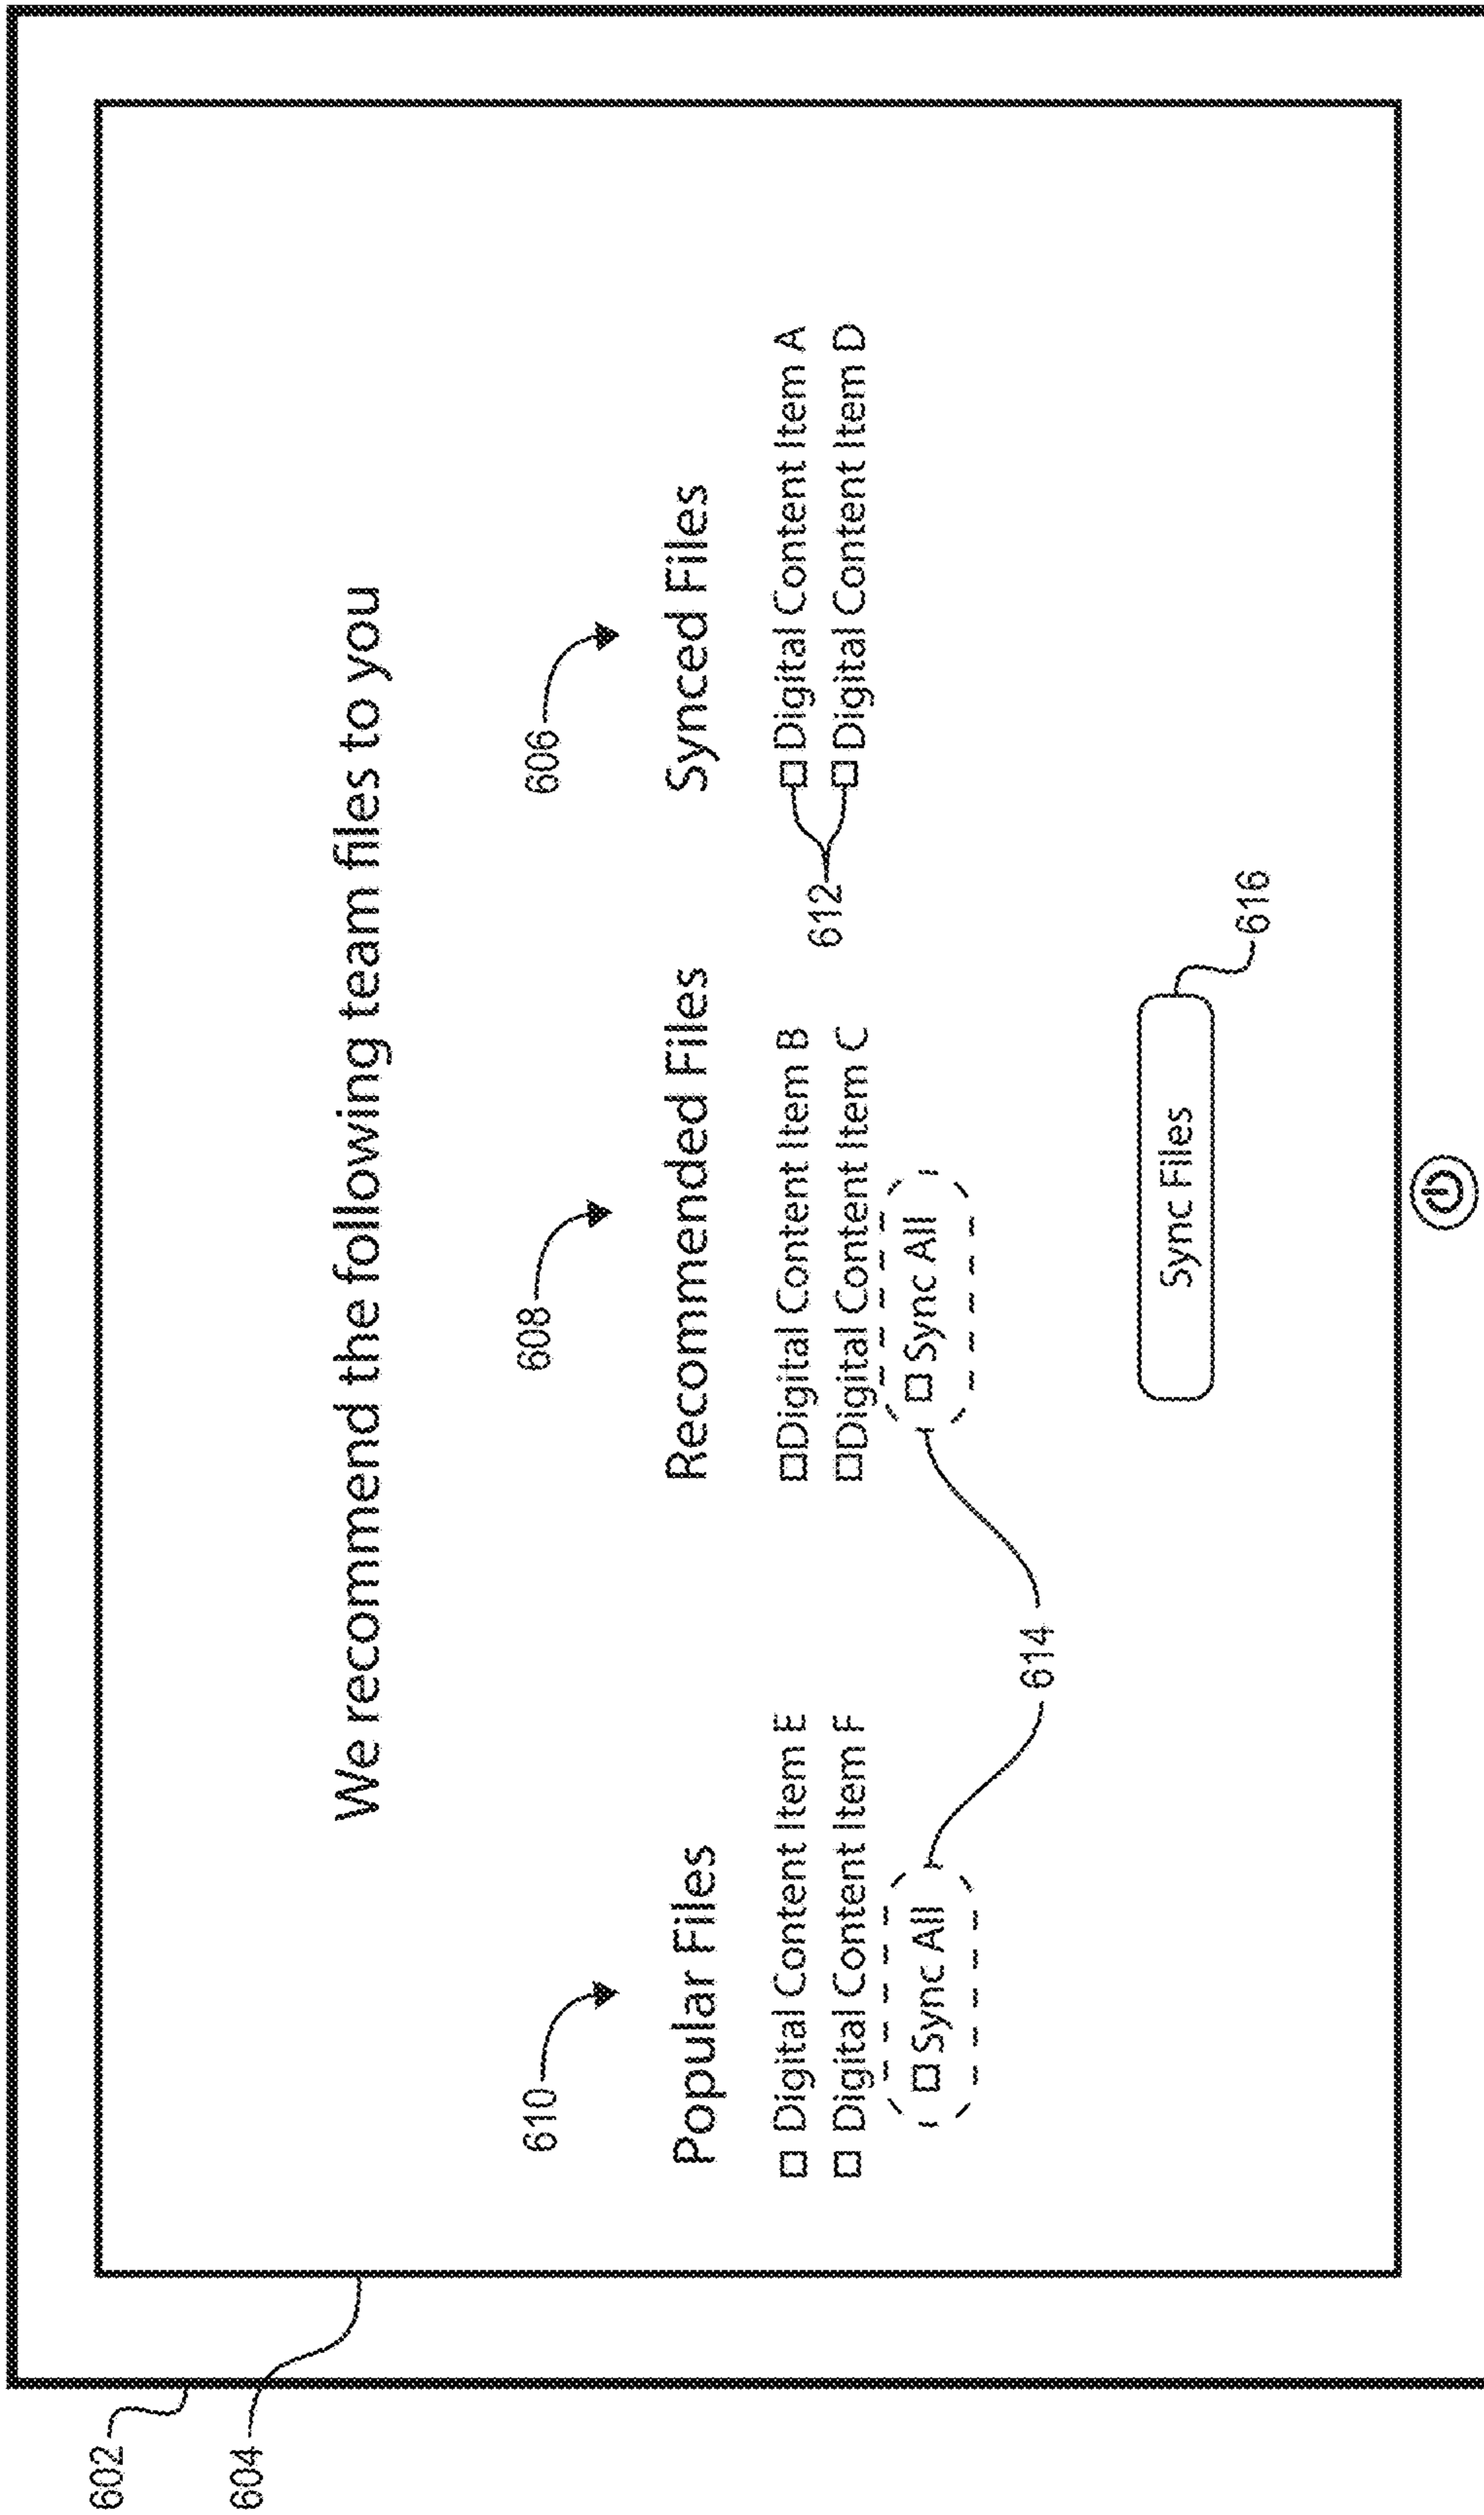 602
604
We recommend the following team files to you
610
608
606
Popular Files
Recommended Files
Synced Files
Digital Content Item E
Digital Content Item F
Sync All
Digital Content Item B
Digital Content Item C
Sync All
612
Digital Content Item A
Digital Content Item D
614
Sync Files
616